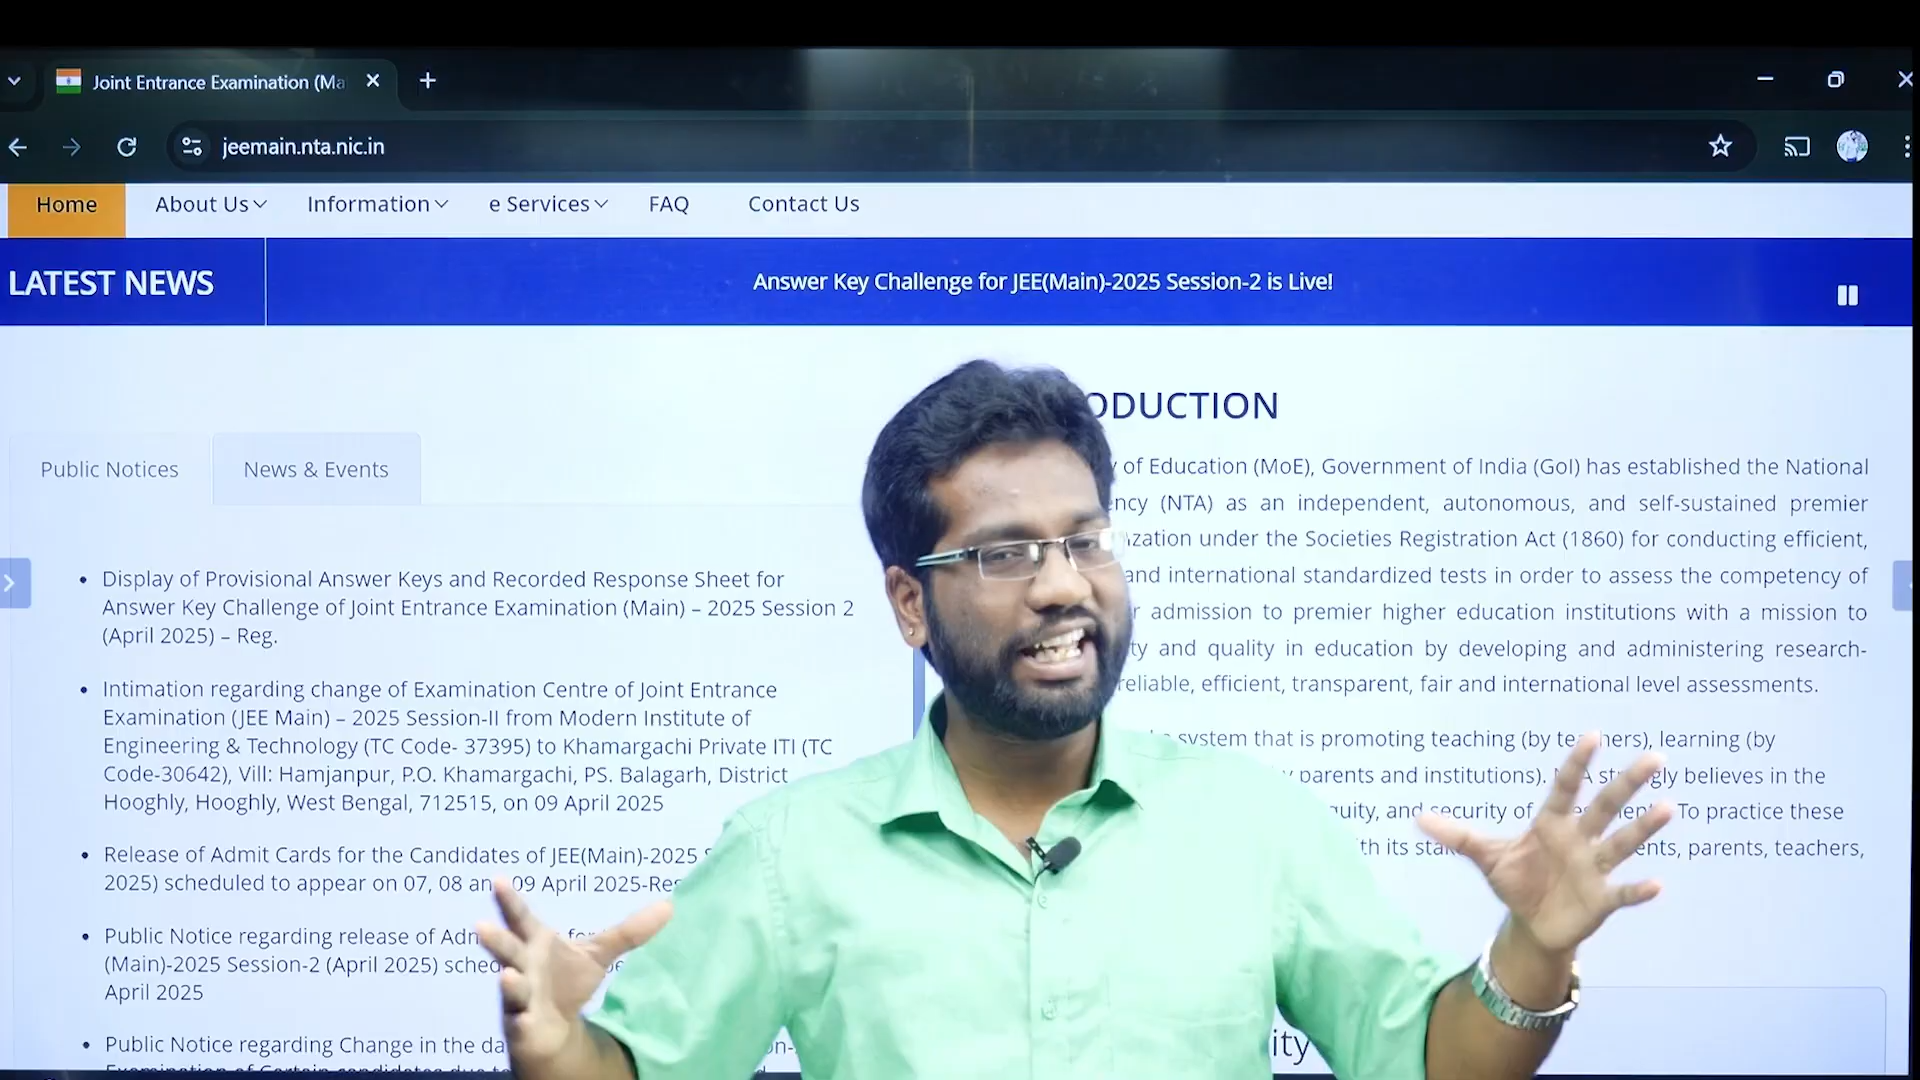 Joint Entrance Examination (Ma
jeemain.nta.nic.in
Home About Us Information e Services FAQ Contact Us
LATEST NEWS
Answer Key Challenge for JEE(Main)-2025 Session-2 is Live!
Public Notices
News & Events
Display of Provisional Answer Keys and Recorded Response Sheet for
Answer Key Challenge of Joint Entrance Examination (Main) – 2025 Session 2
(April 2025) – Reg.
Intimation regarding change of Examination Centre of Joint Entrance
Examination (JEE Main) – 2025 Session-II from Modern Institute of
Engineering & Technology (TC Code- 37395) to Khamargachi Private ITI (TC
Code-30642), Vill: Hamjanpur, P.O. Khamargachi, PS. Balagarh, District
Hooghly, Hooghly, West Bengal, 712515, on 09 April 2025
Release of Admit Cards for the Candidates of JEE(Main)-2025
2025) scheduled to appear on 07, 08 and 09 April 2025-Reg
Public Notice regarding release of Adm
(Main)-2025 Session-2 (April 2025) sched
April 2025
Public Notice regarding Change in the da
ODUCTION
of Education (MoE), Government of India (GoI) has established the National
ency (NTA) as an independent, autonomous, and self-sustained premier
zation under the Societies Registration Act (1860) for conducting efficient,
and international standardized tests in order to assess the competency of
admission to premier higher education institutions with a mission to
ty and quality in education by developing and administering research-
reliable, efficient, transparent, fair and international level assessments.
system that is promoting teaching (by teachers), learning (by
parents and institutions). strongly believes in the
uity, and security of To practice these
th its ents, parents, teachers,
ity